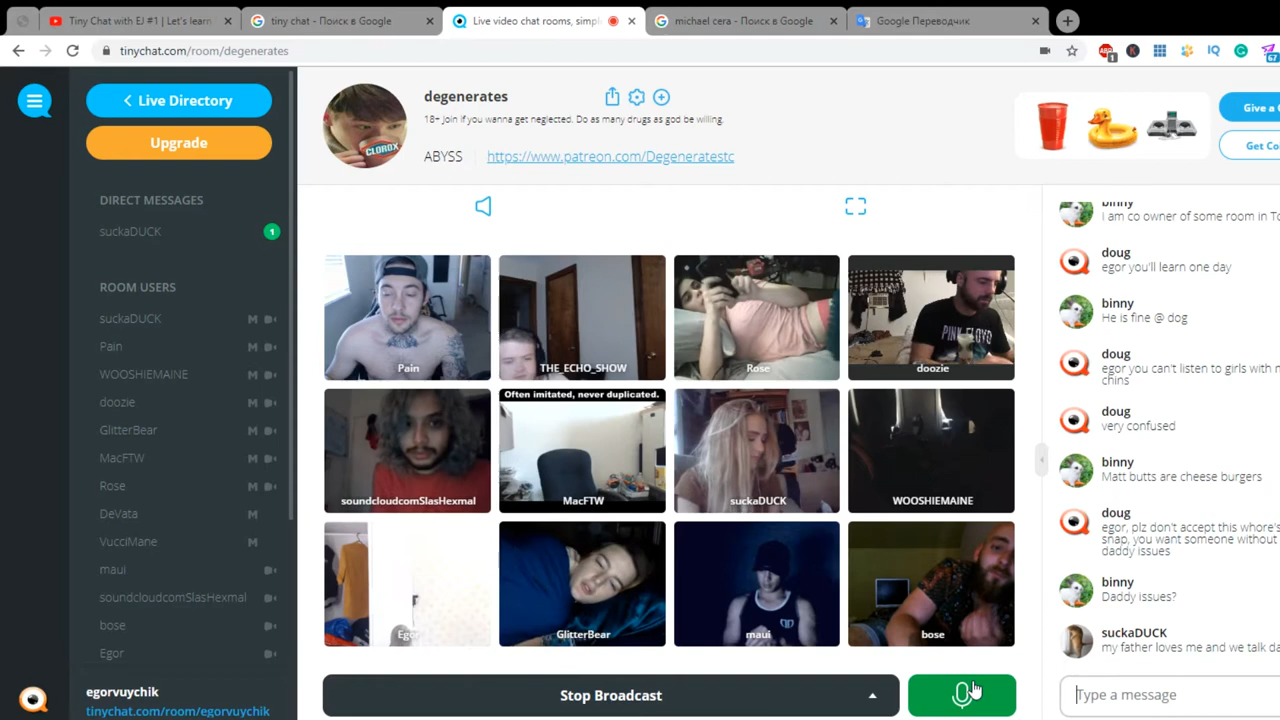 Tiny Chat with EJ #1 | Let's learn
tiny chat - Поиск в Google
Live video chat rooms, simpl
michael cera - Поиск в Google
Google Переводчик
tinychat.com/room/degenerates
1
K
IQ
67
Live Directory
Upgrade
DIRECT MESSAGES
suckaDUCK
1
ROOM USERS
suckaDUCK M
Pain M
WOOSHIEMAINE M
doozie M
GlitterBear M
MacFTW M
Rose M
DeVata M
VucciMane M
maui
soundcloudcomSlasHexmal
bose
Egor
egorvuychik
tinychat.com/room/egorvuychik
CLOROX
degenerates
18+ Join if you wanna get neglected. Do as many drugs as god be willing.
ABYSS
https://www.patreon.com/Degeneratestc
Give a
Get Co
Pain
THE_ECHO_SHOW
Rose
PINK FLOYD
doozie
soundcloudcomSlasHexmal
Often imitated, never duplicated.
MacFTW
suckaDUCK
WOOSHIEMAINE
Egor
GlitterBear
maui
bose
Stop Broadcast
binny
I am co owner of some room in To
doug
egor you'll learn one day
binny
He is fine @ dog
doug
egor you can't listen to girls with n
chins
doug
very confused
binny
Matt butts are cheese burgers
doug
egor, plz don't accept this whore's
snap, you want someone without
daddy issues
binny
Daddy issues?
suckaDUCK
my father loves me and we talk da
Type a message